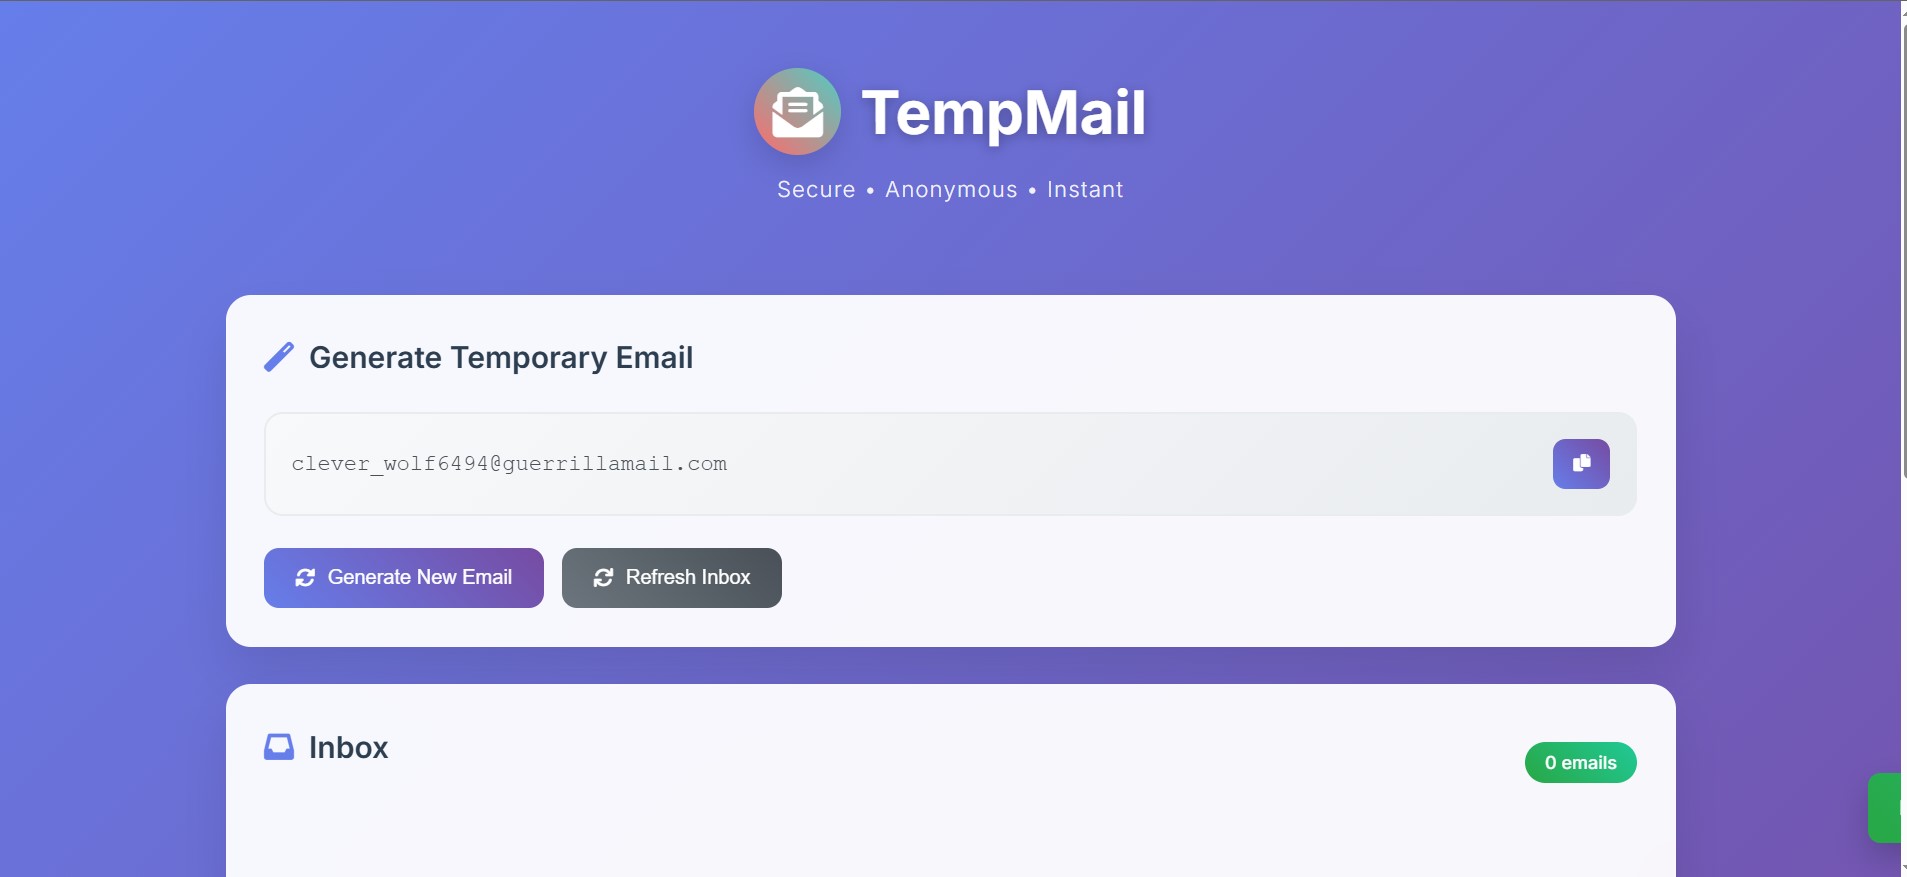 TempMail
Secure • Anonymous • Instant
Generate Temporary Email
clever_wolf6494@guerrillamail.com
Generate New Email
Refresh Inbox
Inbox
0 emails